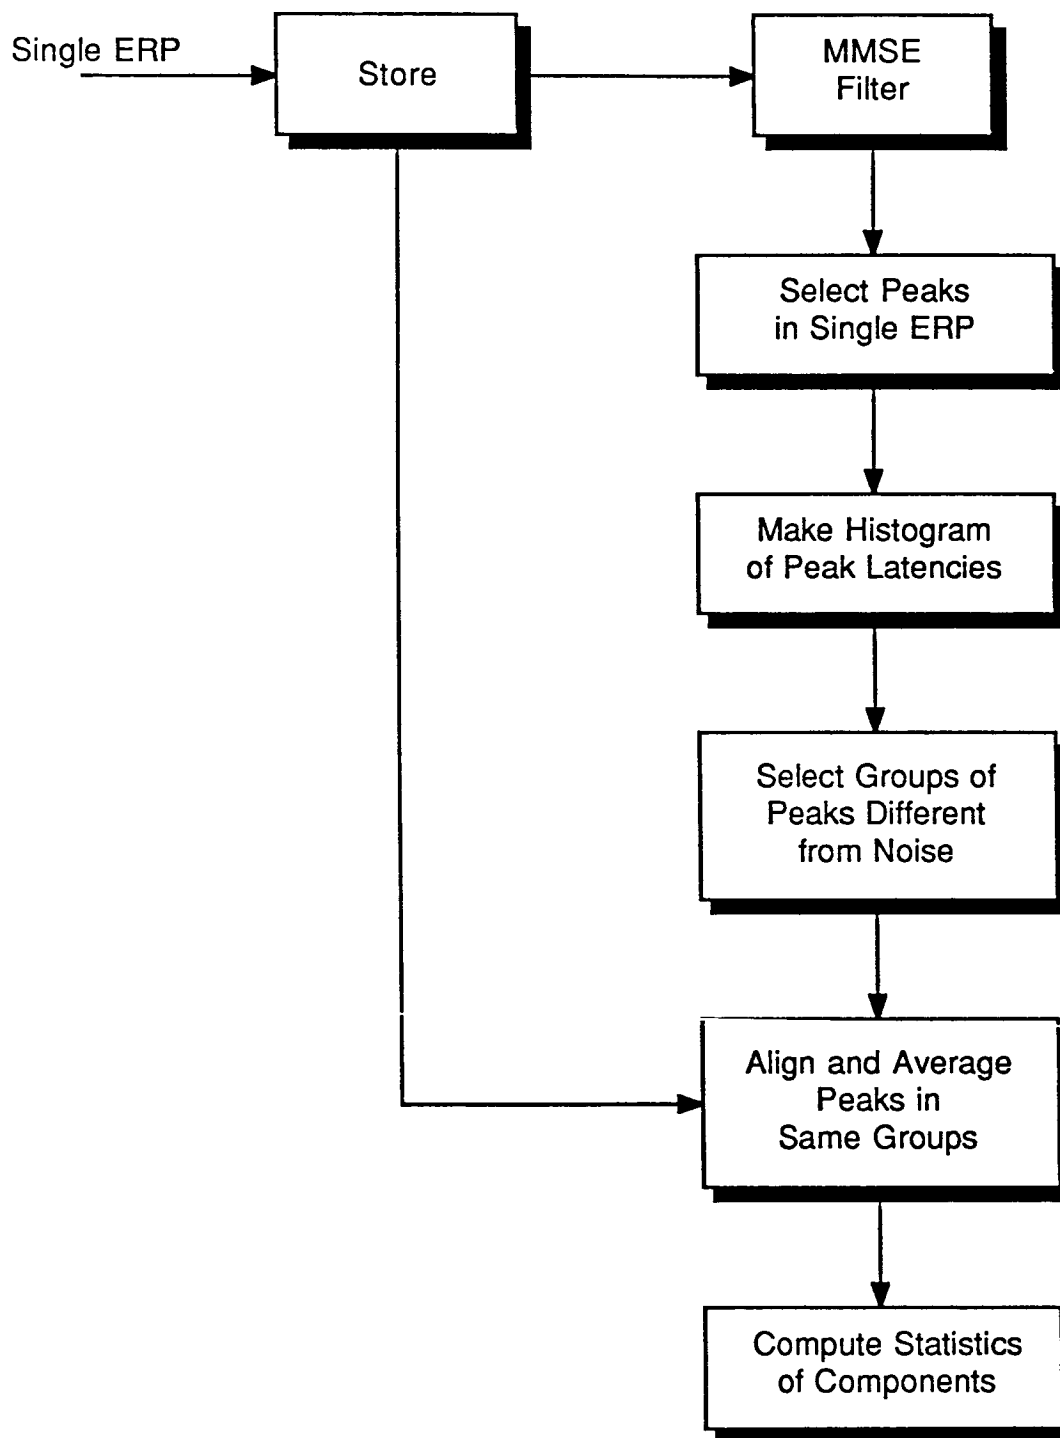 Single ERP
Store
MMSE
Filter
Select Peaks
in Single ERP
Make Histogram
of Peak Latencies
Select Groups of
Peaks Different
from Noise
Align and Average
Peaks in
Same Groups
Compute Statistics
of Components